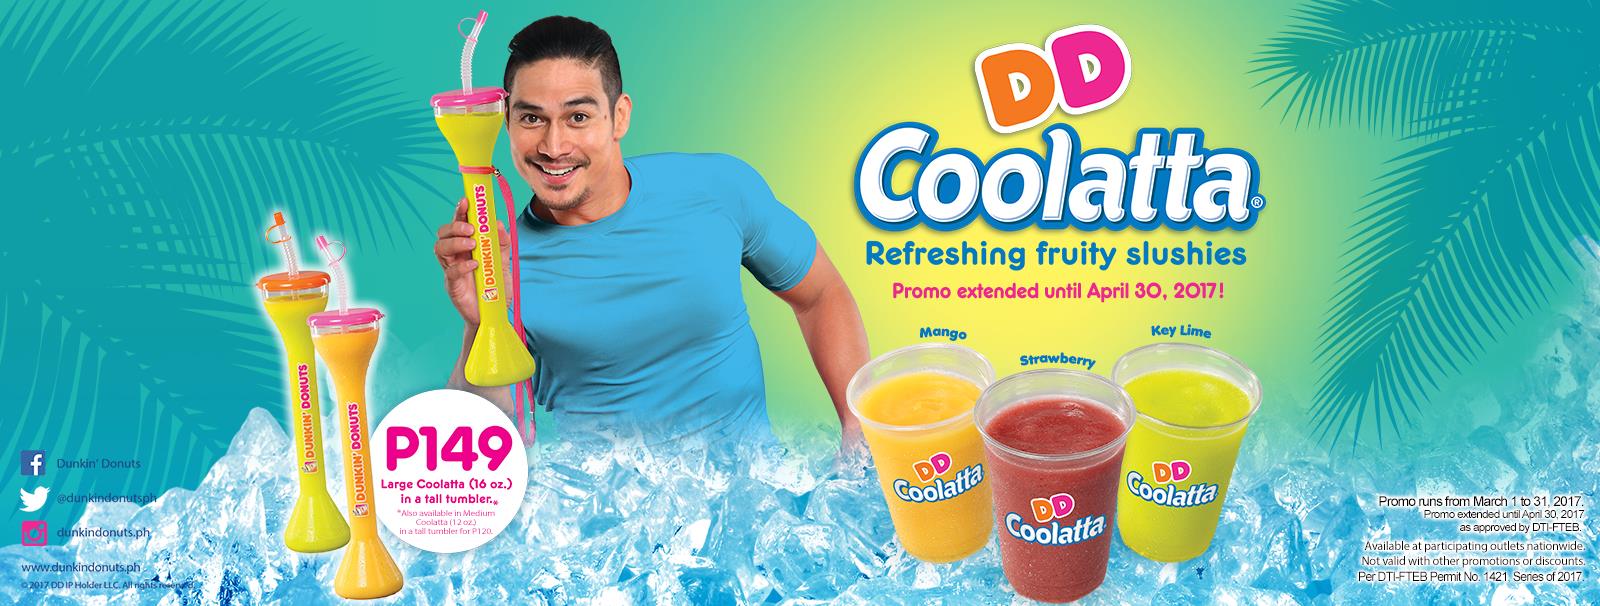 DUNKIN' DONUTS
DUNKIN' DONUTS
DUNKIN' DONUTS
P149
Large Coolatta (16 oz.)
in a tall tumbler.*
*Also available in Medium
Coolatta (12 oz.)
in a tall tumbler for P120.
Dunkin' Donuts
@dunkindonutsph
dunkindonuts.ph
www.dunkindonuts.ph
©2017 DD IP Holder LLC. All rights reserved.
DD
Coolatta®
Refreshing fruity slushies
Promo extended until April 30, 2017!
Mango
Strawberry
Key Lime
DD
Coolatta
DD
Coolatta
DD
Coolatta
Promo runs from March 1 to 31, 2017.
Promo extended until April 30, 2017
as approved by DTI-FTEB.
Available at participating outlets nationwide.
Not valid with other promotions or discounts.
Per DTI-FTEB Permit No. 1421, Series of 2017.